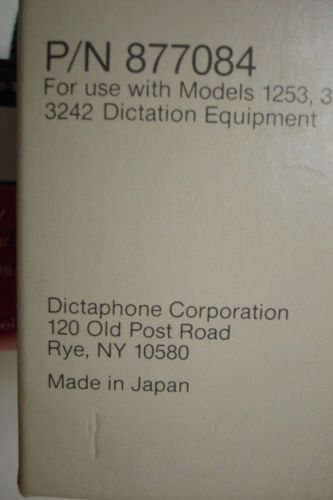 P/N 877084
For use with Models 1253, 3
3242 Dictation Equipment
Dictaphone Corporation
120 Old Post Road
Rye, NY 10580
Made in Japan